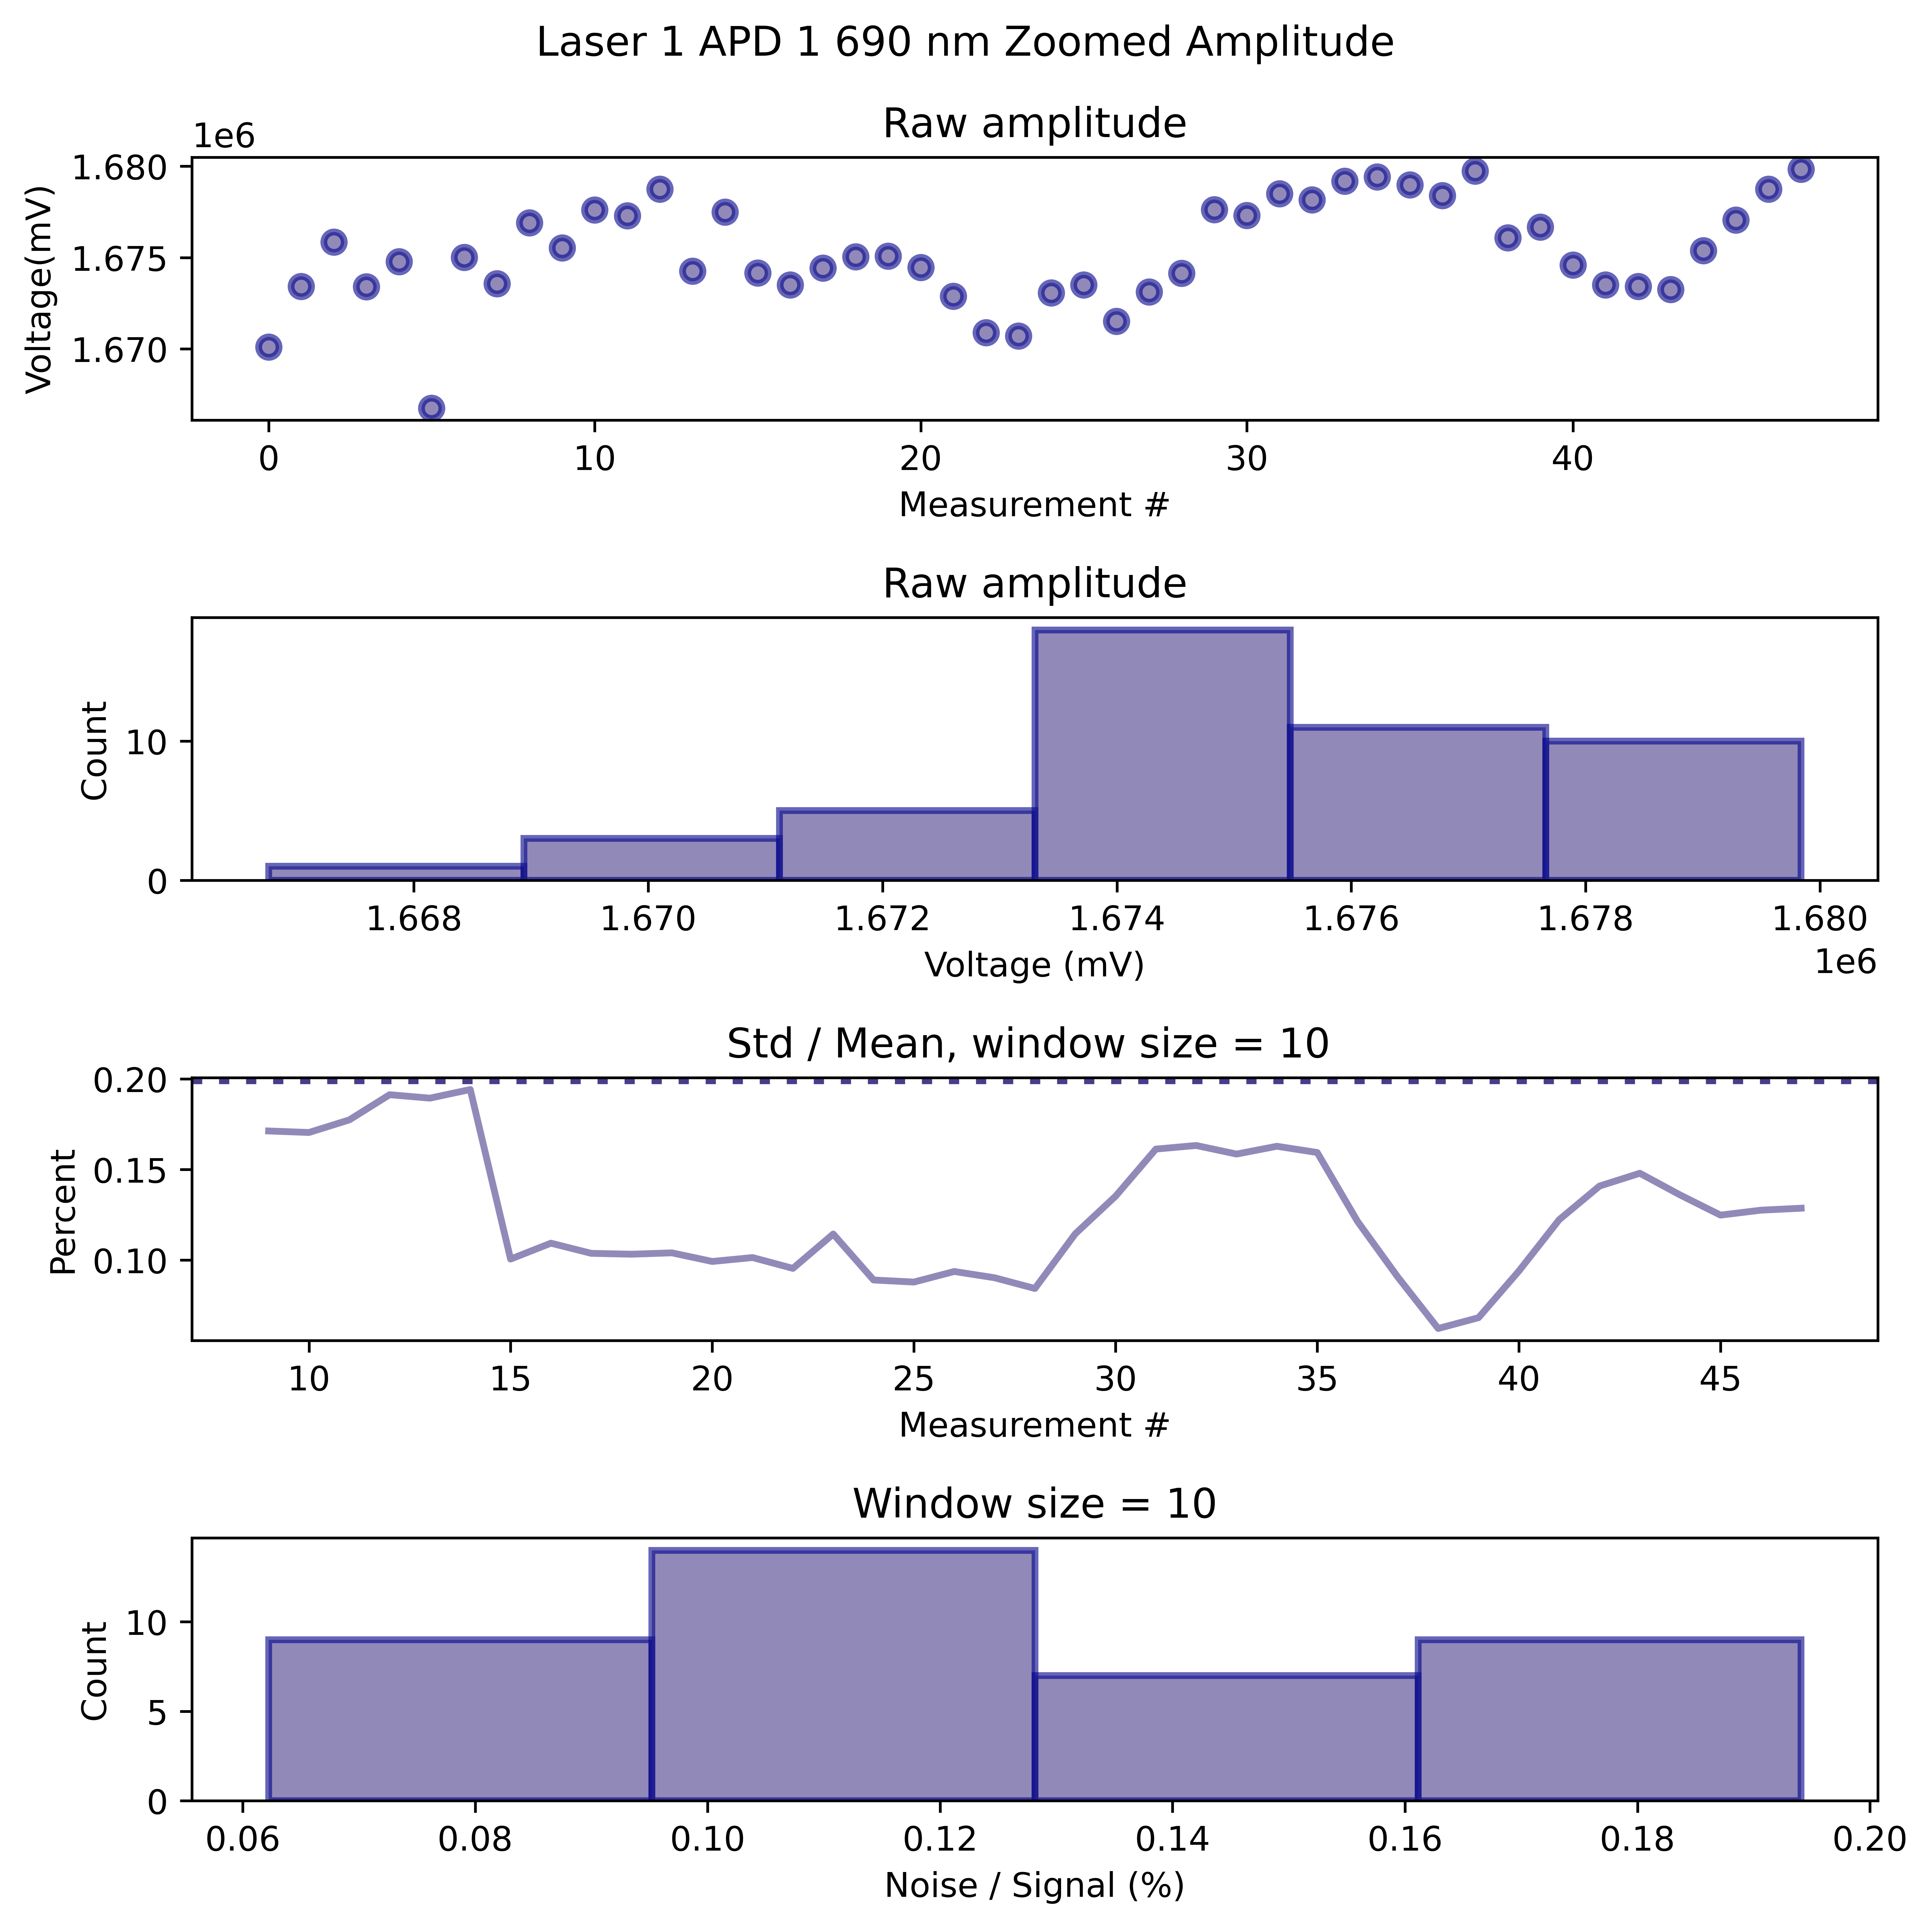 Laser 1 APD 1 690 nm Zoomed Amplitude
Raw amplitude
1e6
1.680
1.675
1.670
Voltage(mV)
0 10 20 30 40
Measurement #
Raw amplitude
10
0
Count
1.668 1.670 1.672 1.674 1.676 1.678 1.680
Voltage (mV)
1e6
Std / Mean, window size = 10
0.20
0.15
0.10
Percent
10 15 20 25 30 35 40 45
Measurement #
Window size = 10
10
5
0
Count
0.06 0.08 0.10 0.12 0.14 0.16 0.18 0.20
Noise / Signal (%)